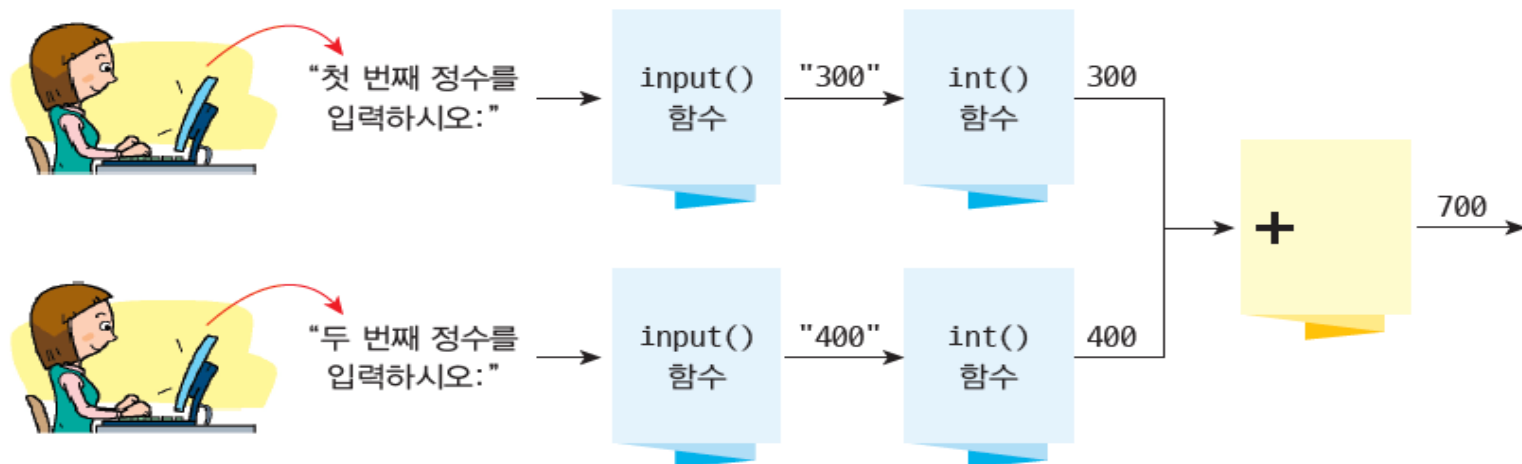 “첫 번째 정수를
입력하시오:”
input()
함수
"300"
int()
함수
300
“두 번째 정수를
입력하시오:”
input()
함수
"400"
int()
함수
400
+
700